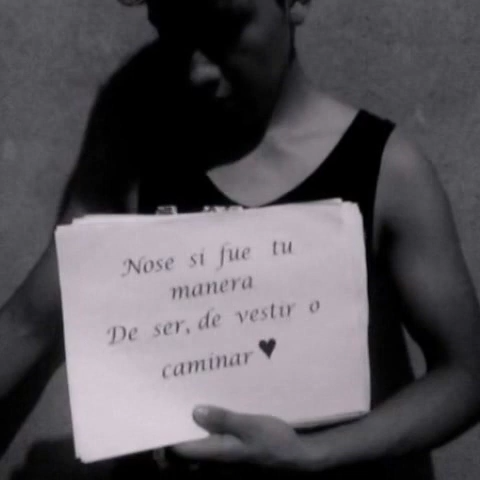 Nose si fue tu
manera
De ser, de vestir o
caminar ♥